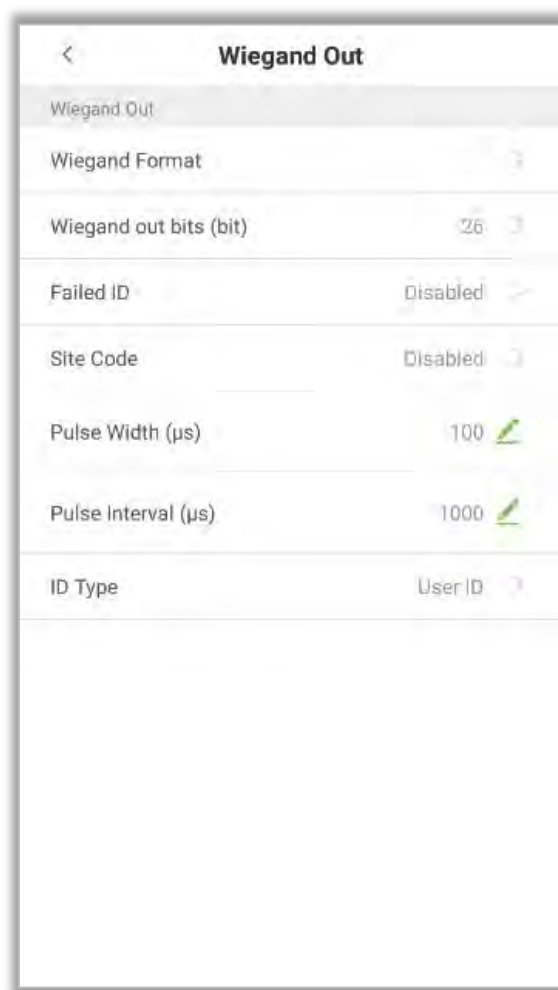 Wiegand Out
Wiegand Out
Wiegand Format
Wiegand out bits (bit) 26
Failed ID Disabled
Site Code Disabled
Pulse Width (µs) 100
Pulse Interval (µs) 1000
ID Type User ID